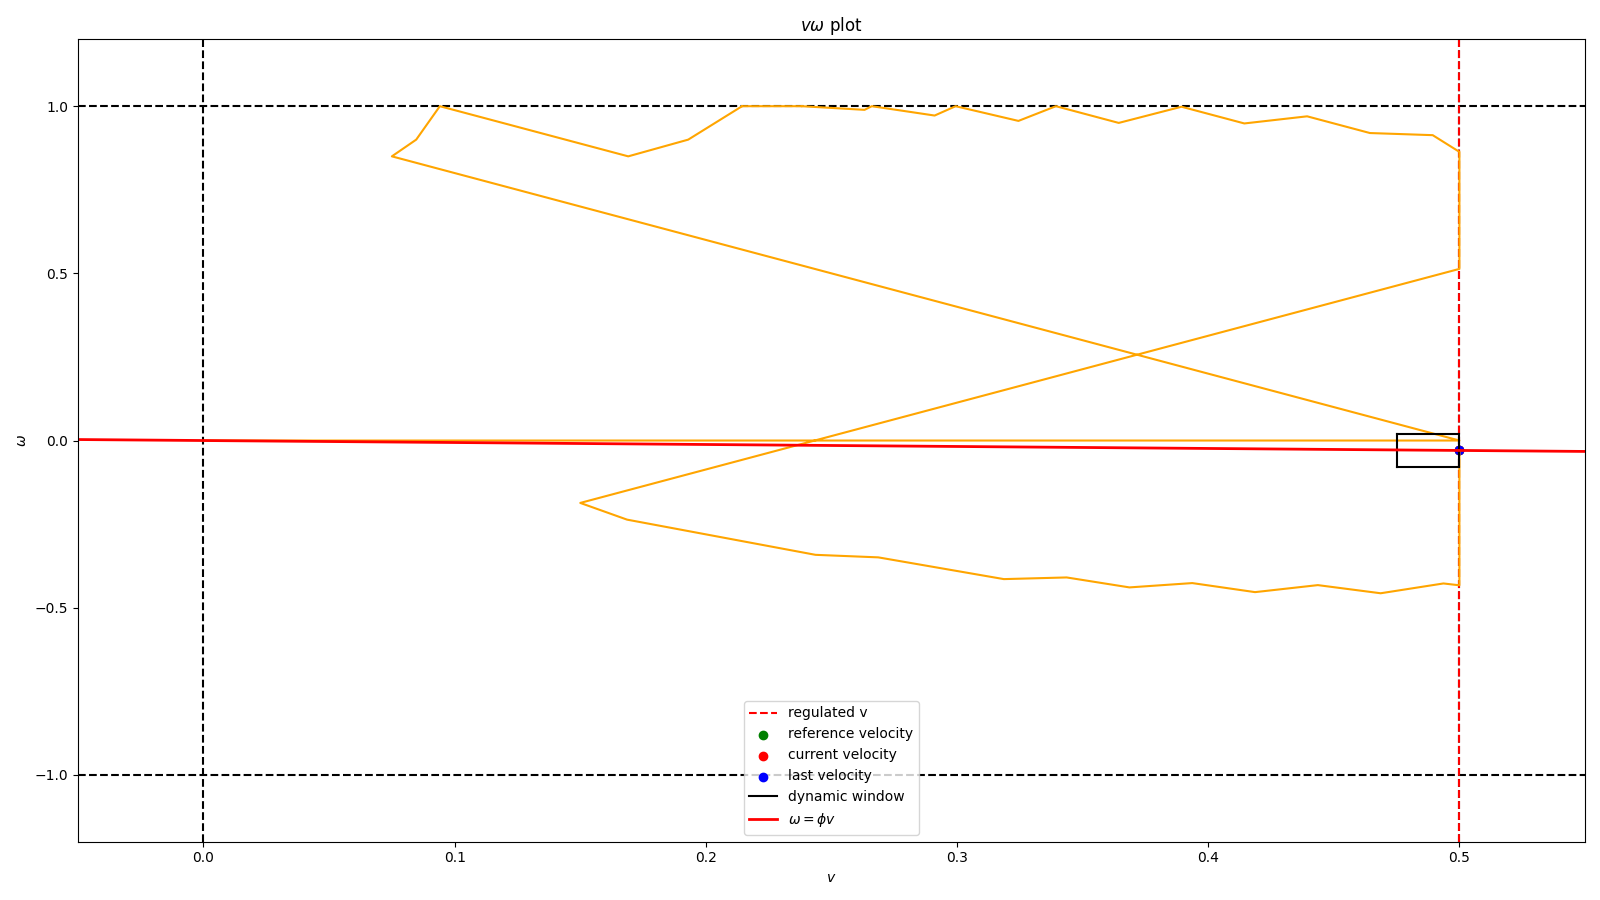 vω plot
1.0
0.5
0.0
−0.5
−1.0
ω
regulated v
reference velocity
current velocity
last velocity
dynamic window
ω = ϕv
0.0 0.1 0.2 0.3 0.4 0.5
v